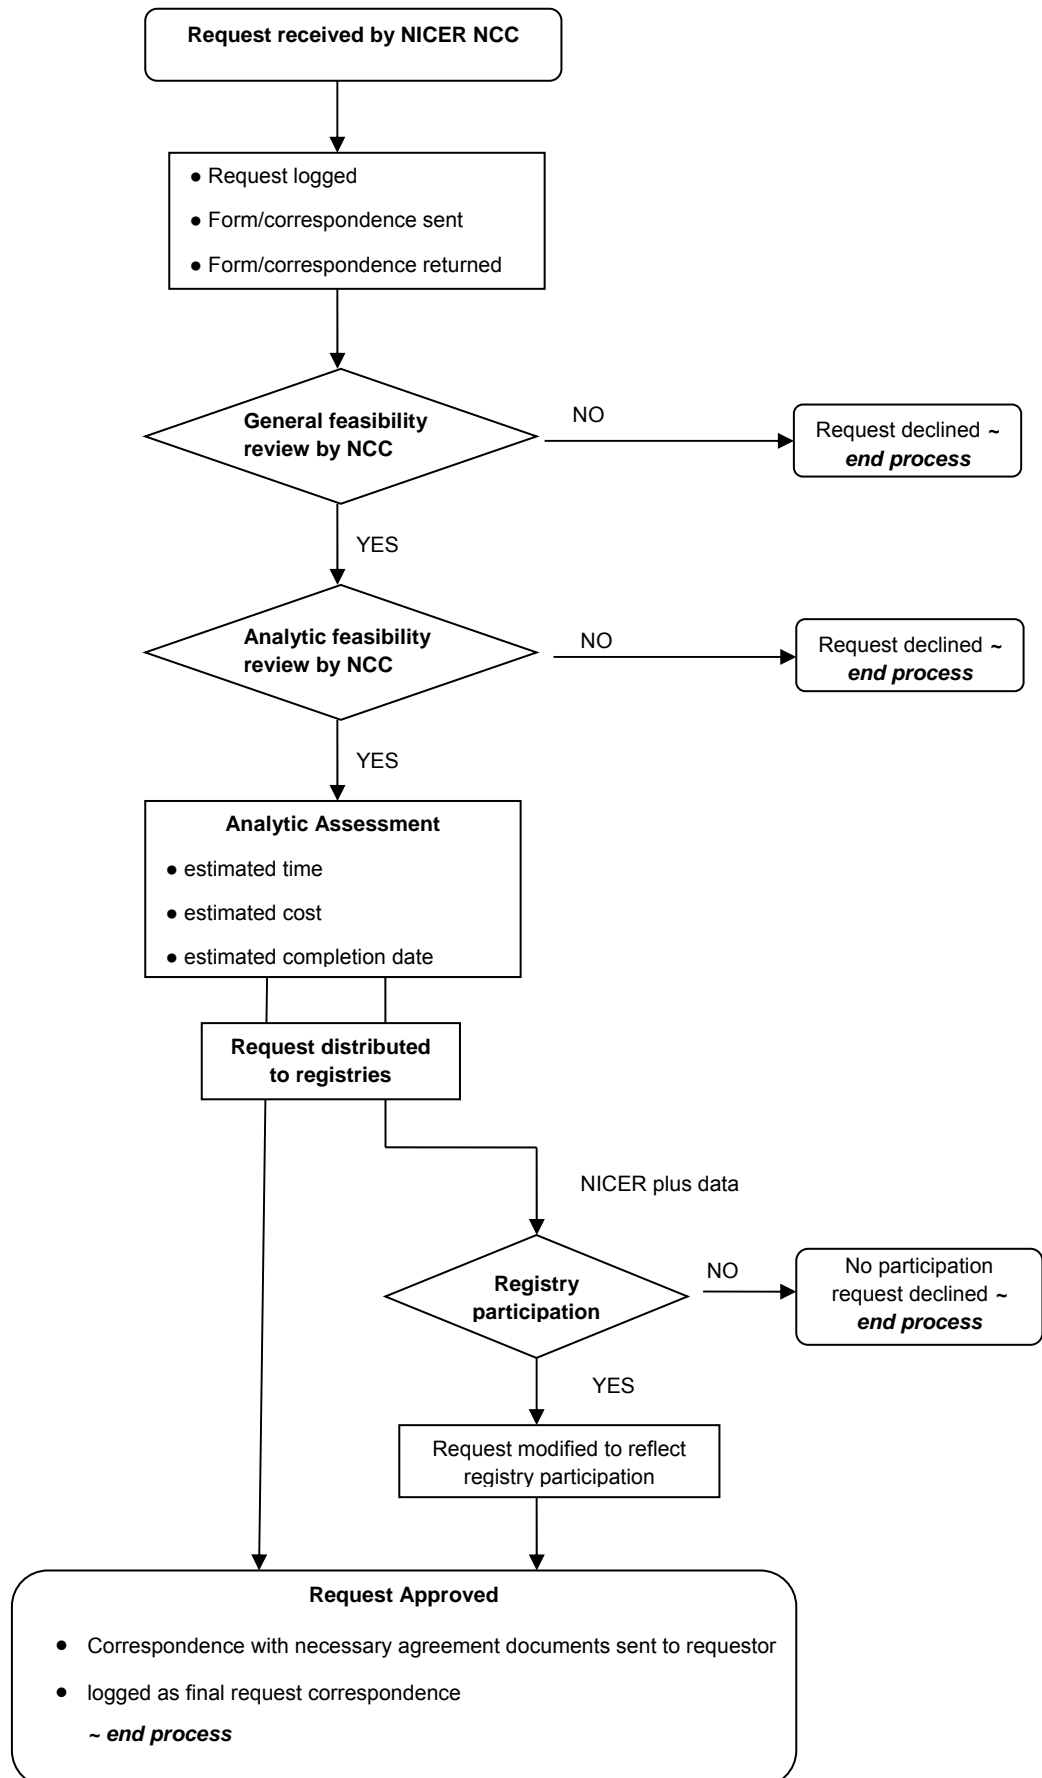 Request received by NICER NCC
● Request logged
● Form/correspondence sent
● Form/correspondence returned
General feasibility
review by NCC
NO
Request declined ~
end process
YES
Analytic feasibility
review by NCC
NO
Request declined ~
end process
YES
Analytic Assessment
● estimated time
● estimated cost
● estimated completion date
Request distributed
to registries
NICER plus data
Registry
participation
NO
No participation
request declined ~
end process
YES
Request modified to reflect
registry participation
Request Approved
● Correspondence with necessary agreement documents sent to requestor
● logged as final request correspondence
~ end process